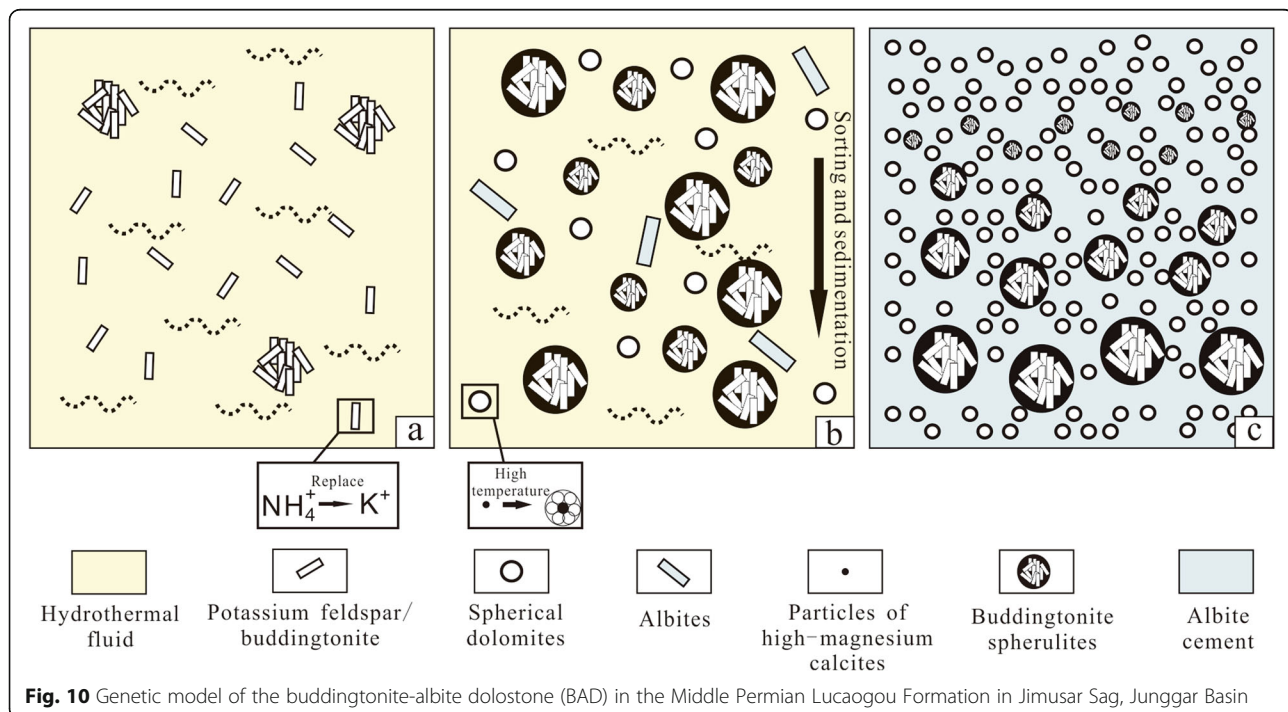 a
b
c
Sorting and sedimentation
Replace
NH₄⁺ → K⁺
High
temperature
Hydrothermal
fluid
Potassium feldspar/
buddingtonite
Spherical
dolomites
Albites
Particles of
high-magnesium
calcites
Buddingtonite
spherulites
Albite
cement
Fig. 10 Genetic model of the buddingtonite-albite dolostone (BAD) in the Middle Permian Lucaogou Formation in Jimusar Sag, Junggar Basin